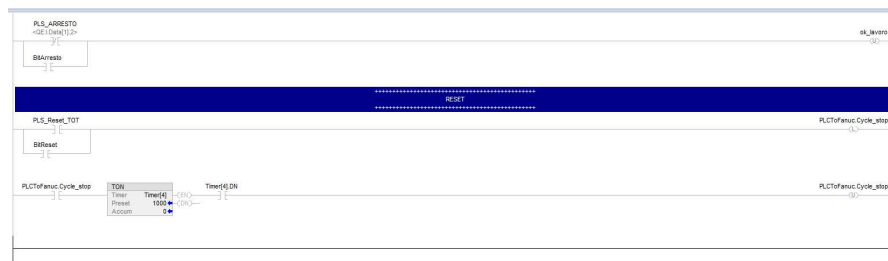 PLS_ARRESTO
<QE:I.Data[1].2>
ok_lavoro
U
BitArresto
++++++++++++++++++++++++++++++++++++++++++++++
RESET
++++++++++++++++++++++++++++++++++++++++++++++
PLS_Reset_TOT
PLCToFanuc.Cycle_stop
L
BitReset
PLCToFanuc.Cycle_stop
TON
Timer Timer[4]
Preset 1000
Accum 0
EN
DN
Timer[4].DN
PLCToFanuc.Cycle_stop
U